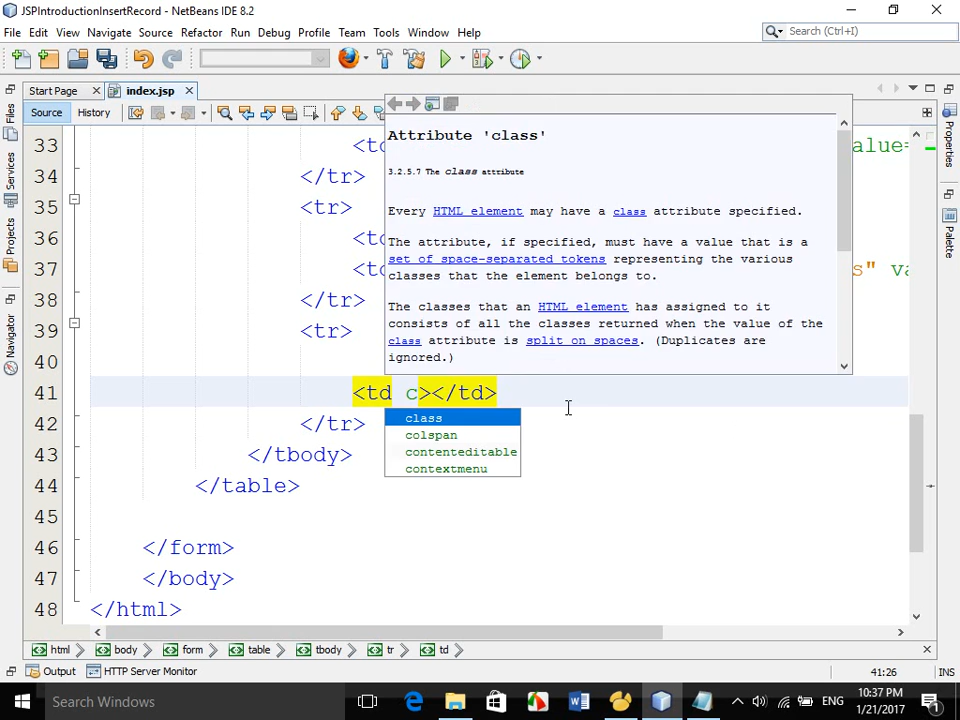 JSPIntroductionInsertRecord - NetBeans IDE 8.2
File Edit View Navigate Source Refactor Run Debug Profile Team Tools Window Help
Search (Ctrl+I)
Start Page index.jsp
Source History
Files
Services
Projects
Navigator
Properties
Palette
Attribute 'class'
3.2.5.7 The class attribute
Every HTML element may have a class attribute specified.
The attribute, if specified, must have a value that is a
set of space-separated tokens representing the various
classes that the element belongs to.
The classes that an HTML element has assigned to it
consists of all the classes returned when the value of the
class attribute is split on spaces. (Duplicates are
ignored.)
33 <td alue=
34 </tr>
35 <tr>
36 <td
37 <td s" va
38 </tr>
39 <tr>
40
41 <td c></td>
class
colspan
contenteditable
contextmenu
42 </tr>
43 </tbody>
44 </table>
45
46 </form>
47 </body>
48 </html>
html body form table tbody tr td
Output HTTP Server Monitor
41:26 INS
Search Windows
ENG
10:37 PM
1/21/2017
1